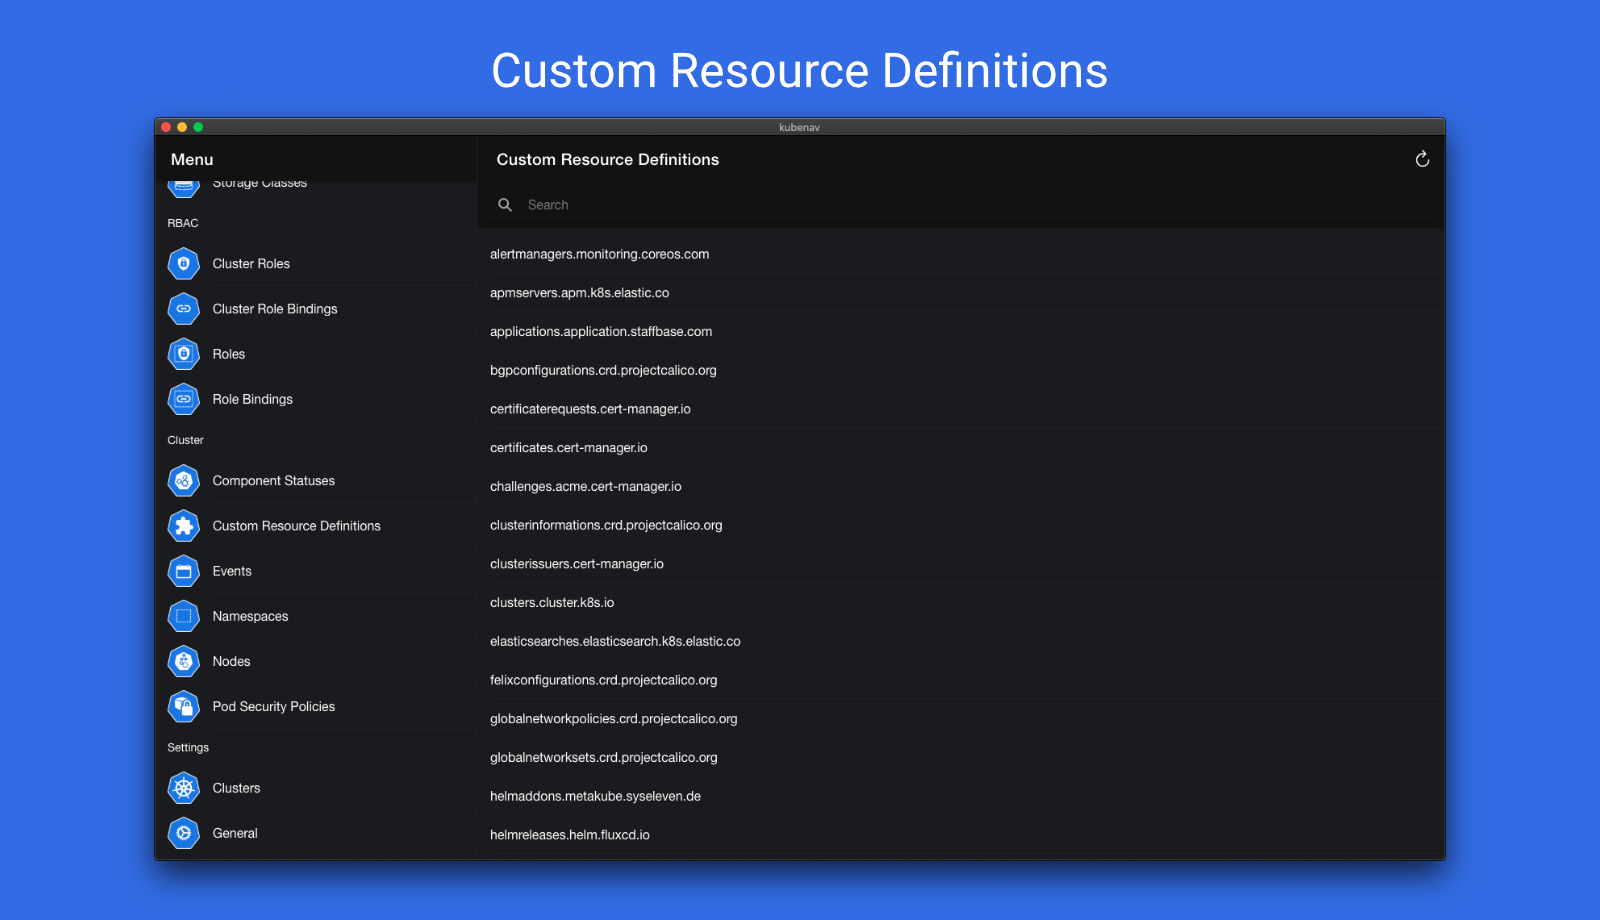 Custom Resource Definitions
kubenav
Menu
Storage Classes
RBAC
Cluster Roles
Cluster Role Bindings
Roles
Role Bindings
Cluster
Component Statuses
Custom Resource Definitions
Events
Namespaces
Nodes
Pod Security Policies
Settings
Clusters
General
Custom Resource Definitions
Search
alertmanagers.monitoring.coreos.com
apmservers.apm.k8s.elastic.co
applications.application.staffbase.com
bgpconfigurations.crd.projectcalico.org
certificaterequests.cert-manager.io
certificates.cert-manager.io
challenges.acme.cert-manager.io
clusterinformations.crd.projectcalico.org
clusterissuers.cert-manager.io
clusters.cluster.k8s.io
elasticsearches.elasticsearch.k8s.elastic.co
felixconfigurations.crd.projectcalico.org
globalnetworkpolicies.crd.projectcalico.org
globalnetworksets.crd.projectcalico.org
helmaddons.metakube.syseleven.de
helmreleases.helm.fluxcd.io